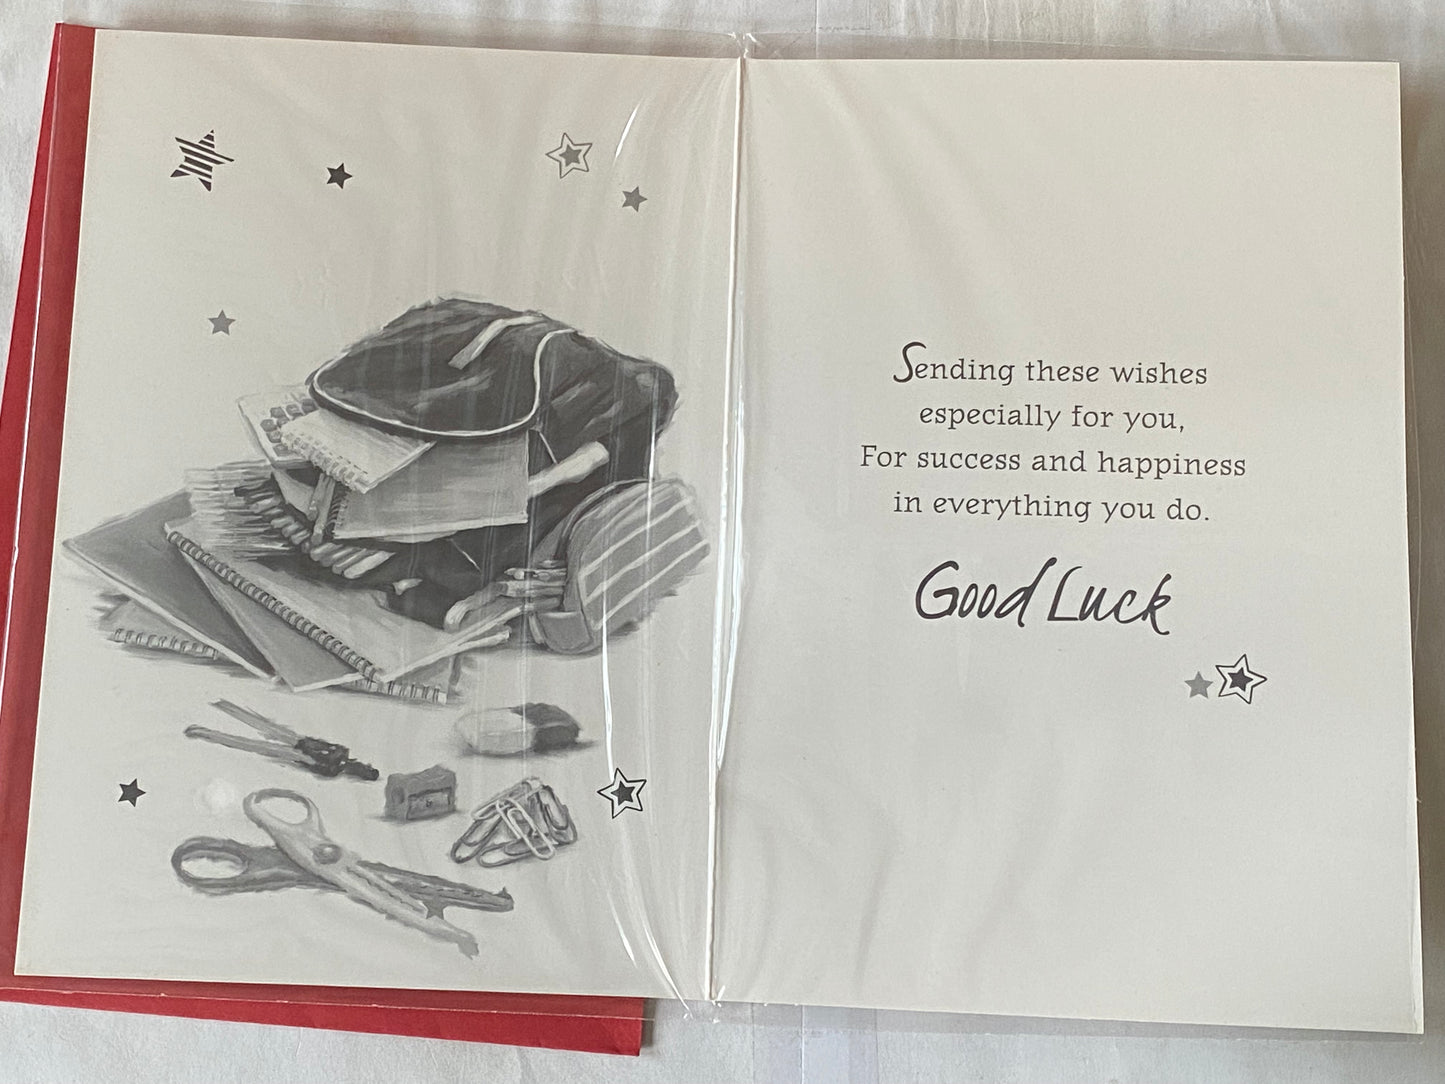 Sending these wishes
especially for you,
For success and happiness
in everything you do.
Good Luck